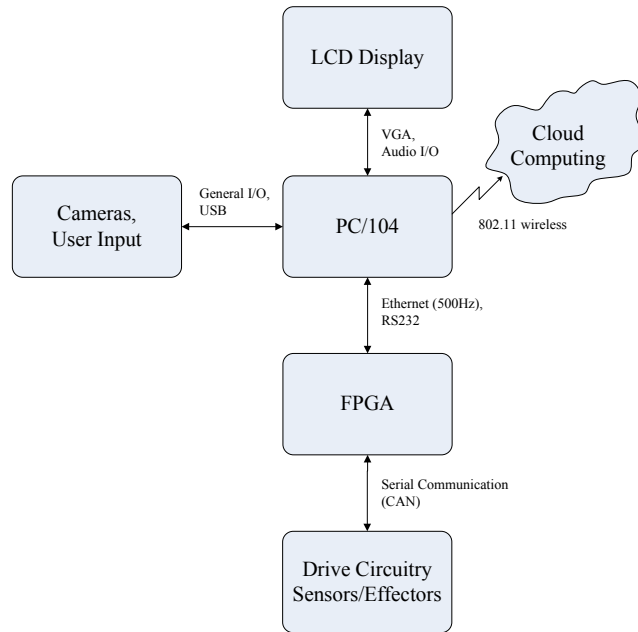 LCD Display
VGA,
Audio I/O
Cloud
Computing
Cameras,
User Input
General I/O,
USB
PC/104
802.11 wireless
Ethernet (500Hz),
RS232
FPGA
Serial Communication
(CAN)
Drive Circuitry
Sensors/Effectors